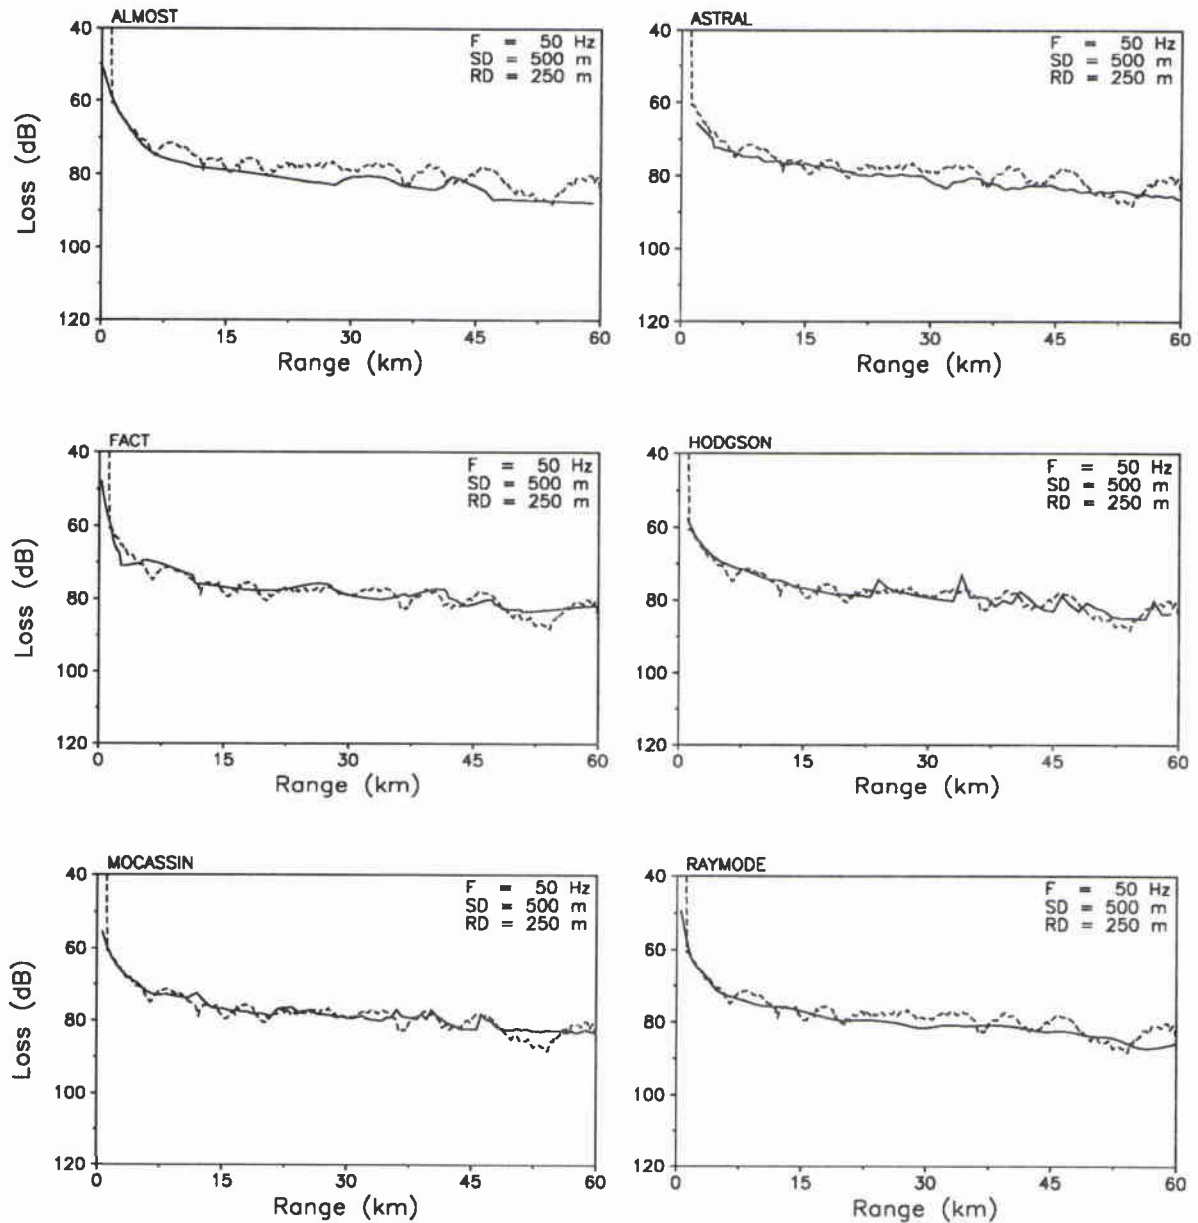 ALMOST
F = 50 Hz
SD = 500 m
RD = 250 m
Loss (dB)
40
60
80
100
120
0 15 30 45 60
Range (km)
ASTRAL
F = 50 Hz
SD = 500 m
RD = 250 m
40
60
80
100
120
0 15 30 45 60
Range (km)
FACT
F = 50 Hz
SD = 500 m
RD = 250 m
Loss (dB)
40
60
80
100
120
0 15 30 45 60
Range (km)
HODGSON
F = 50 Hz
SD = 500 m
RD = 250 m
40
60
80
100
120
0 15 30 45 60
Range (km)
MOCASSIN
F = 50 Hz
SD = 500 m
RD = 250 m
Loss (dB)
40
60
80
100
120
0 15 30 45 60
Range (km)
RAYMODE
F = 50 Hz
SD = 500 m
RD = 250 m
40
60
80
100
120
0 15 30 45 60
Range (km)